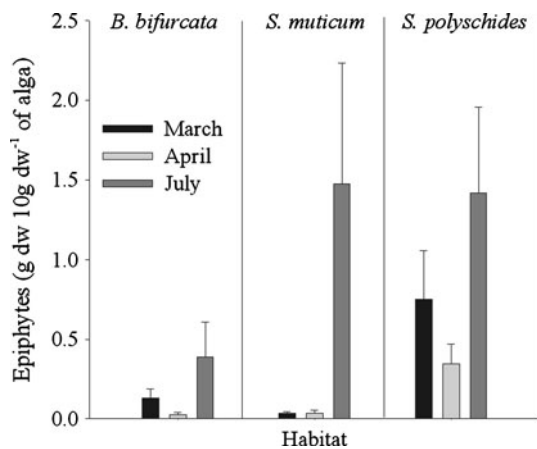 B. bifurcata S. muticum S. polyschides
2.5
2.0
1.5
1.0
0.5
0.0
March
April
July
Epiphytes (g dw 10g dw⁻¹ of alga)
Habitat